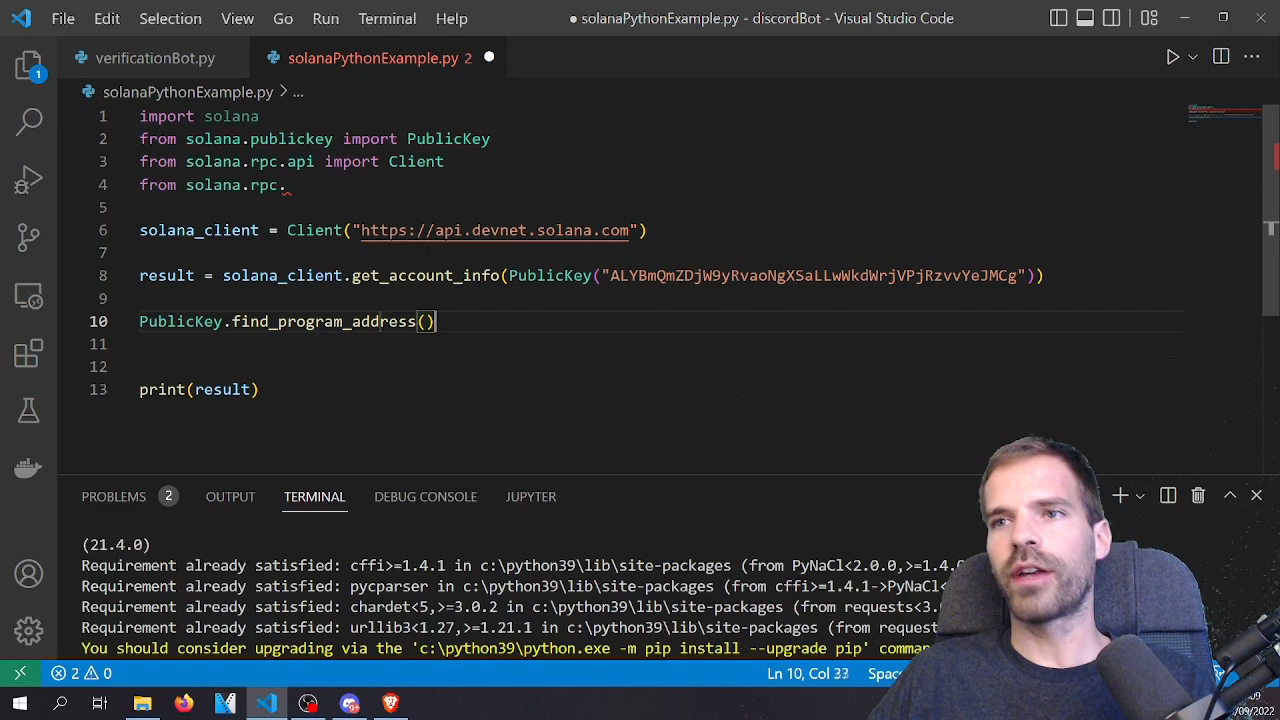 File Edit Selection View Go Run Terminal Help
● solanaPythonExample.py - discordBot - Visual Studio Code
verificationBot.py
solanaPythonExample.py 2
solanaPythonExample.py > ...
1 import solana
2 from solana.publickey import PublicKey
3 from solana.rpc.api import Client
4 from solana.rpc.
5
6 solana_client = Client("https://api.devnet.solana.com")
7
8 result = solana_client.get_account_info(PublicKey("ALYBmQmZDjW9yRvaoNgXSaLLwWkdWrjVPjRzvvYeJMCg"))
9
10 PublicKey.find_program_address()
11
12
13 print(result)
1
PROBLEMS 2 OUTPUT TERMINAL DEBUG CONSOLE JUPYTER
(21.4.0)
Requirement already satisfied: cffi>=1.4.1 in c:\python39\lib\site-packages (from PyNaCl<2.0.0,>=1.4.0
Requirement already satisfied: pycparser in c:\python39\lib\site-packages (from cffi>=1.4.1->PyNaCl<
Requirement already satisfied: chardet<5,>=3.0.2 in c:\python39\lib\site-packages (from requests<3.
Requirement already satisfied: urllib3<1.27,>=1.21.1 in c:\python39\lib\site-packages (from request
You should consider upgrading via the 'c:\python39\python.exe -m pip install --upgrade pip' comman
2 0
Ln 10, Col 33
Spac
/09/2022